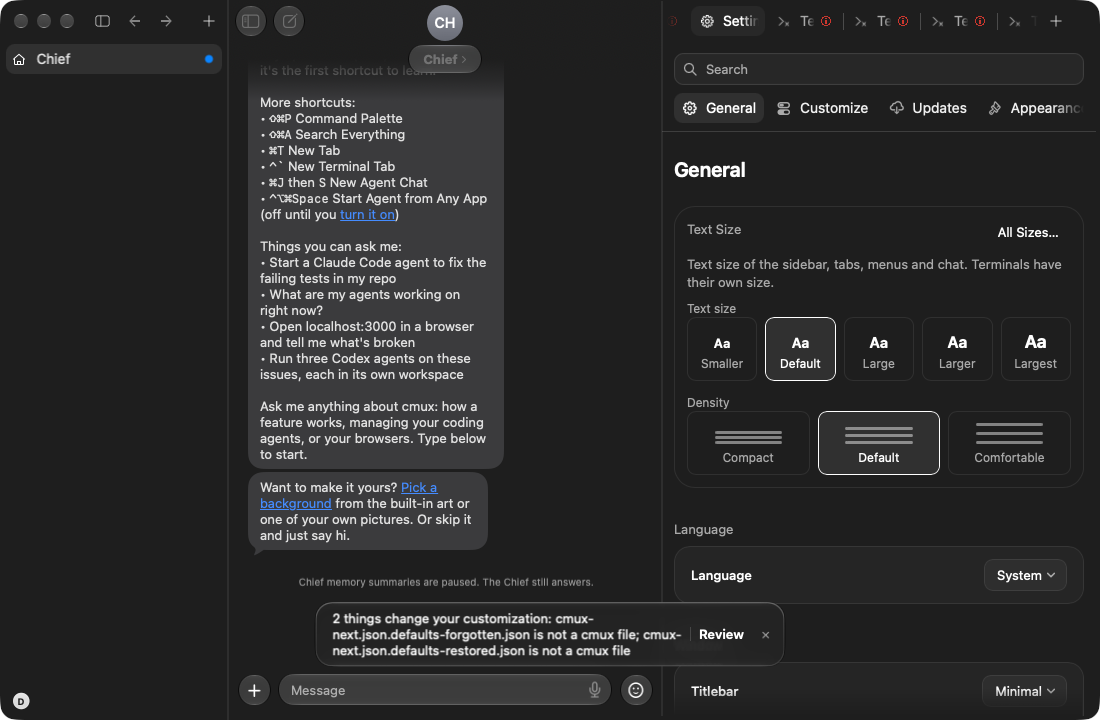 Chief
CH
Chief ›
it's the first shortcut to learn.
More shortcuts:
• ⇧⌘P Command Palette
• ⇧⌘A Search Everything
• ⌘T New Tab
• ^` New Terminal Tab
• ⌘J then S New Agent Chat
• ^⌥⌘Space Start Agent from Any App
(off until you turn it on)
Things you can ask me:
• Start a Claude Code agent to fix the
failing tests in my repo
• What are my agents working on
right now?
• Open localhost:3000 in a browser
and tell me what's broken
• Run three Codex agents on these
issues, each in its own workspace
Ask me anything about cmux: how a
feature works, managing your coding
agents, or your browsers. Type below
to start.
Want to make it yours? Pick a
background from the built-in art or
one of your own pictures. Or skip it
and just say hi.
Chief memory summaries are paused. The Chief still answers.
2 things change your customization: cmux-
next.json.defaults-forgotten.json is not a cmux file; cmux-
next.json.defaults-restored.json is not a cmux file
Review
Message
D
Settin
Te
Te
Te
Search
General
Customize
Updates
Appearanc
General
Text Size
All Sizes...
Text size of the sidebar, tabs, menus and chat. Terminals have
their own size.
Text size
Aa Aa Aa Aa Aa
Smaller Default Large Larger Largest
Density
Compact Default Comfortable
Language
Language
System
Titlebar
Minimal